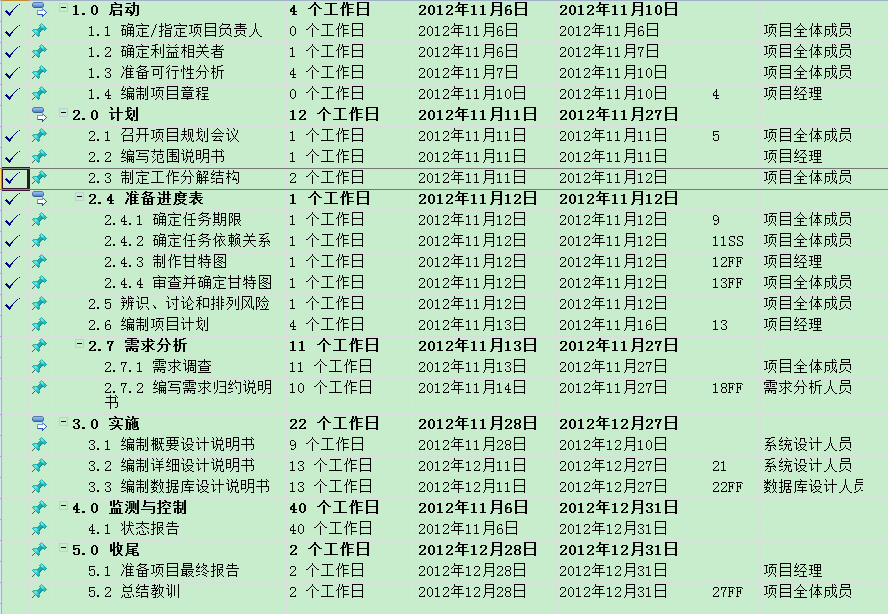 1.0 启动 4 个工作日 2012年11月6日 2012年11月10日
1.1 确定/指定项目负责人 0 个工作日 2012年11月6日 2012年11月6日 项目全体成员
1.2 确定利益相关者 1 个工作日 2012年11月6日 2012年11月7日 项目全体成员
1.3 准备可行性分析 4 个工作日 2012年11月7日 2012年11月10日 项目全体成员
1.4 编制项目章程 0 个工作日 2012年11月10日 2012年11月10日 4 项目经理
2.0 计划 12 个工作日 2012年11月11日 2012年11月27日
2.1 召开项目规划会议 1 个工作日 2012年11月11日 2012年11月11日 5 项目全体成员
2.2 编写范围说明书 1 个工作日 2012年11月11日 2012年11月11日 项目经理
2.3 制定工作分解结构 2 个工作日 2012年11月11日 2012年11月12日 项目全体成员
2.4 准备进度表 1 个工作日 2012年11月12日 2012年11月12日
2.4.1 确定任务期限 1 个工作日 2012年11月12日 2012年11月12日 9 项目全体成员
2.4.2 确定任务依赖关系 1 个工作日 2012年11月12日 2012年11月12日 11SS 项目全体成员
2.4.3 制作甘特图 1 个工作日 2012年11月12日 2012年11月12日 12FF 项目经理
2.4.4 审查并确定甘特图 1 个工作日 2012年11月12日 2012年11月12日 13FF 项目全体成员
2.5 辨识、讨论和排列风险 1 个工作日 2012年11月12日 2012年11月12日 项目全体成员
2.6 编制项目计划 4 个工作日 2012年11月13日 2012年11月16日 13 项目经理
2.7 需求分析 11 个工作日 2012年11月13日 2012年11月27日
2.7.1 需求调查 11 个工作日 2012年11月13日 2012年11月27日 项目全体成员
2.7.2 编写需求归约说明 10 个工作日 2012年11月14日 2012年11月27日 18FF 需求分析人员
书
3.0 实施 22 个工作日 2012年11月28日 2012年12月27日
3.1 编制概要设计说明书 9 个工作日 2012年11月28日 2012年12月10日 系统设计人员
3.2 编制详细设计说明书 13 个工作日 2012年12月11日 2012年12月27日 21 系统设计人员
3.3 编制数据库设计说明书 13 个工作日 2012年12月11日 2012年12月27日 22FF 数据库设计人员
4.0 监测与控制 40 个工作日 2012年11月6日 2012年12月31日
4.1 状态报告 40 个工作日 2012年11月6日 2012年12月31日
5.0 收尾 2 个工作日 2012年12月28日 2012年12月31日
5.1 准备项目最终报告 2 个工作日 2012年12月28日 2012年12月31日 项目经理
5.2 总结教训 2 个工作日 2012年12月28日 2012年12月31日 27FF 项目全体成员